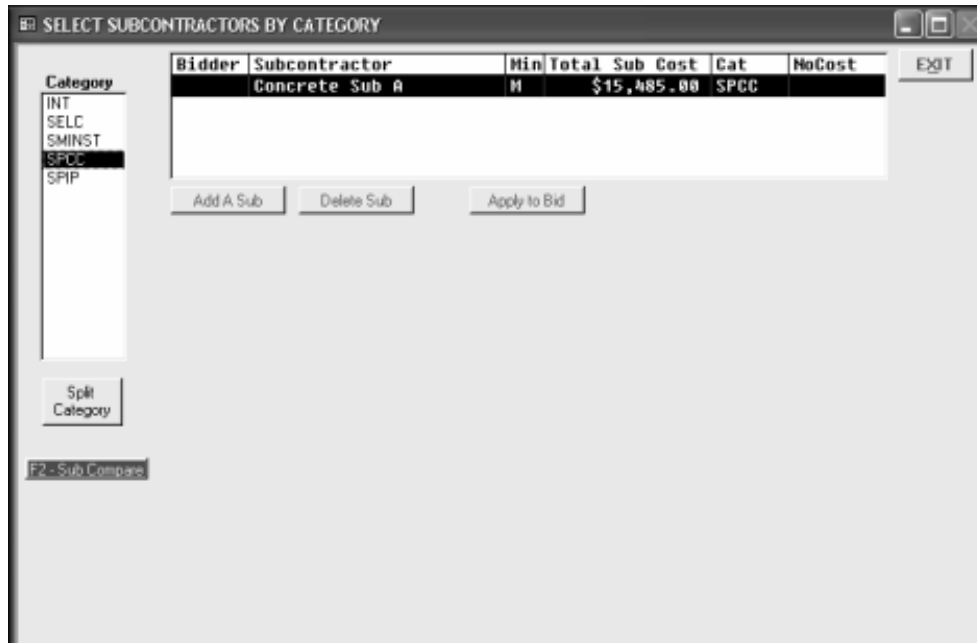 SELECT SUBCONTRACTORS BY CATEGORY
Category
INT
SELC
SMINST
SPCC
SPIP
Split
Category
F2 - Sub Compare
Bidder Subcontractor Min Total Sub Cost Cat NoCost
Concrete Sub A M $15,485.00 SPCC
Add A Sub Delete Sub Apply to Bid
EXIT